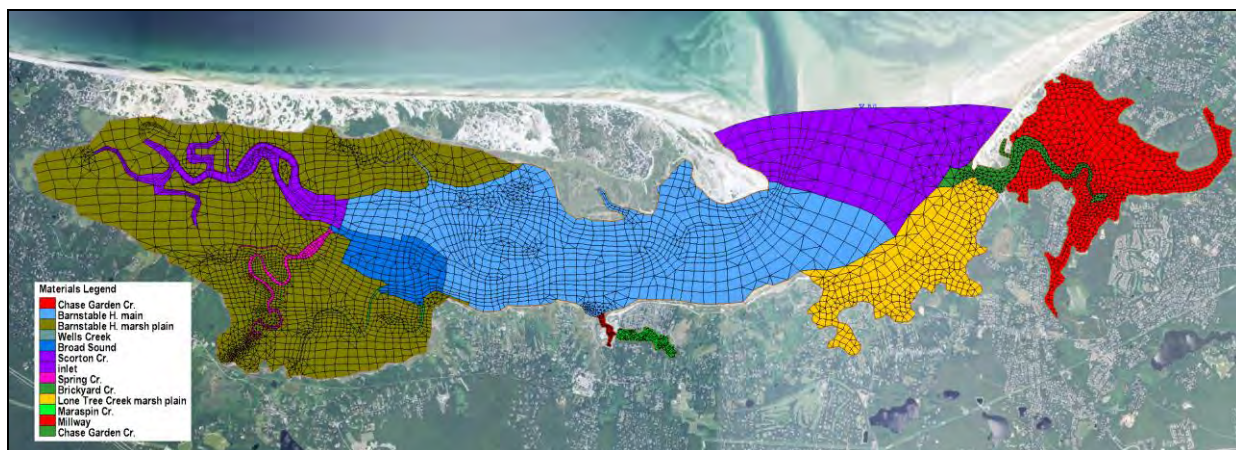 Materials Legend
Chase Garden Cr.
Barnstable H. main
Barnstable H. marsh plain
Wells Creek
Broad Sound
Scorton Cr.
inlet
Spring Cr.
Brickyard Cr.
Lone Tree Creek marsh plain
Maraspin Cr.
Millway
Chase Garden Cr.